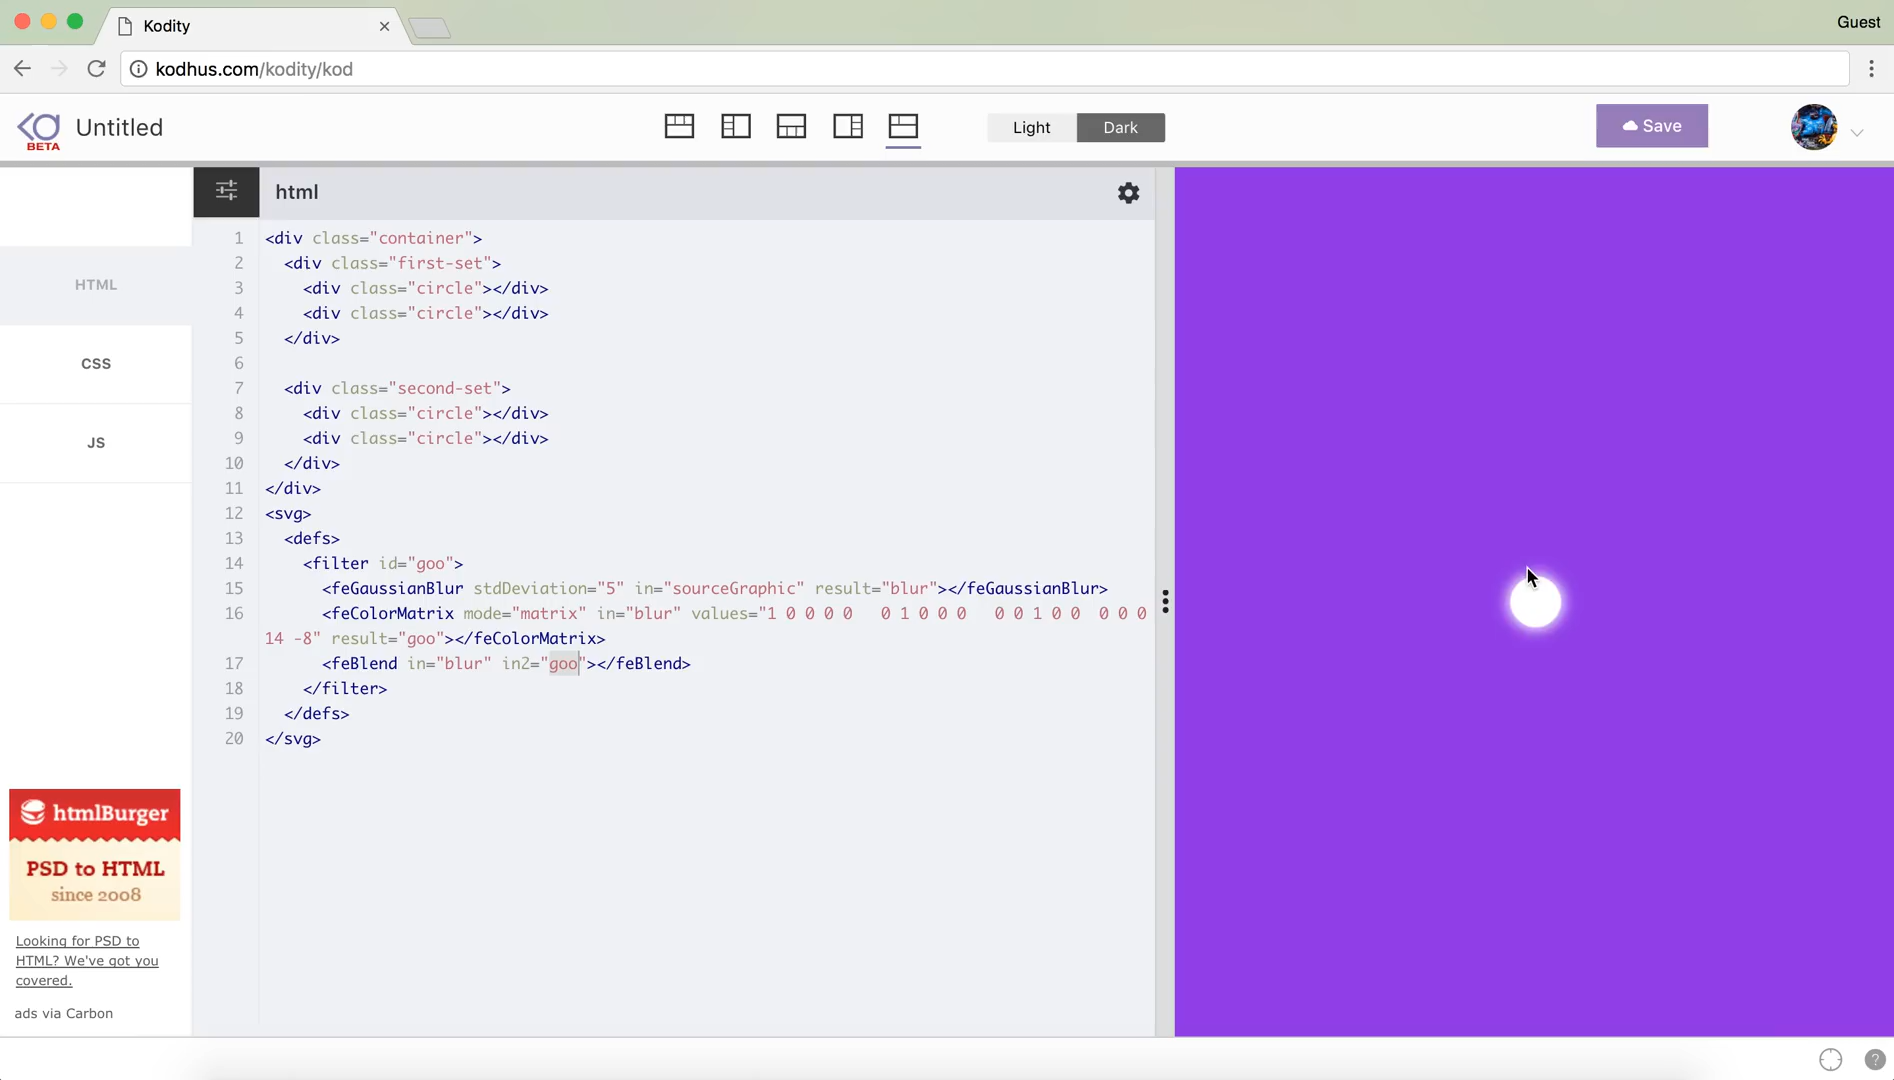 Kodity
Guest
kodhus.com/kodity/kod
BETA
Untitled
Light
Dark
Save
html
HTML
CSS
JS
1 <div class="container">
2 <div class="first-set">
3 <div class="circle"></div>
4 <div class="circle"></div>
5 </div>
6
7 <div class="second-set">
8 <div class="circle"></div>
9 <div class="circle"></div>
10 </div>
11 </div>
12 <svg>
13 <defs>
14 <filter id="goo">
15 <feGaussianBlur stdDeviation="5" in="sourceGraphic" result="blur"></feGaussianBlur>
16 <feColorMatrix mode="matrix" in="blur" values="1 0 0 0 0   0 1 0 0 0   0 0 1 0 0  0 0 0
14 -8" result="goo"></feColorMatrix>
17 <feBlend in="blur" in2="goo"></feBlend>
18 </filter>
19 </defs>
20 </svg>
htmlBurger
PSD to HTML
since 2008
Looking for PSD to
HTML? We've got you
covered.
ads via Carbon
?